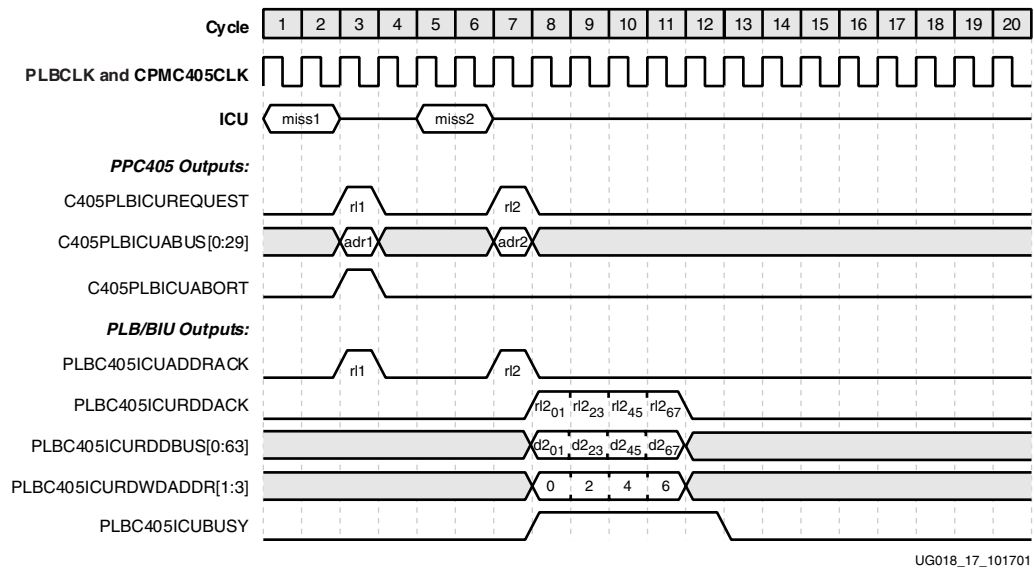 Cycle 1 2 3 4 5 6 7 8 9 10 11 12 13 14 15 16 17 18 19 20
PLBCLK and CPMC405CLK
ICU miss1 miss2
PPC405 Outputs:
C405PLBICUREQUEST rl1 rl2
C405PLBICUABUS[0:29] adr1 adr2
C405PLBICUABORT
PLB/BIU Outputs:
PLBC405ICUADDRACK rl1 rl2
PLBC405ICURDDACK rl2₀₁ rl2₂₃ rl2₄₅ rl2₆₇
PLBC405ICURDDBUS[0:63] d2₀₁ d2₂₃ d2₄₅ d2₆₇
PLBC405ICURDWDADDR[1:3] 0 2 4 6
PLBC405ICUBUSY
UG018_17_101701